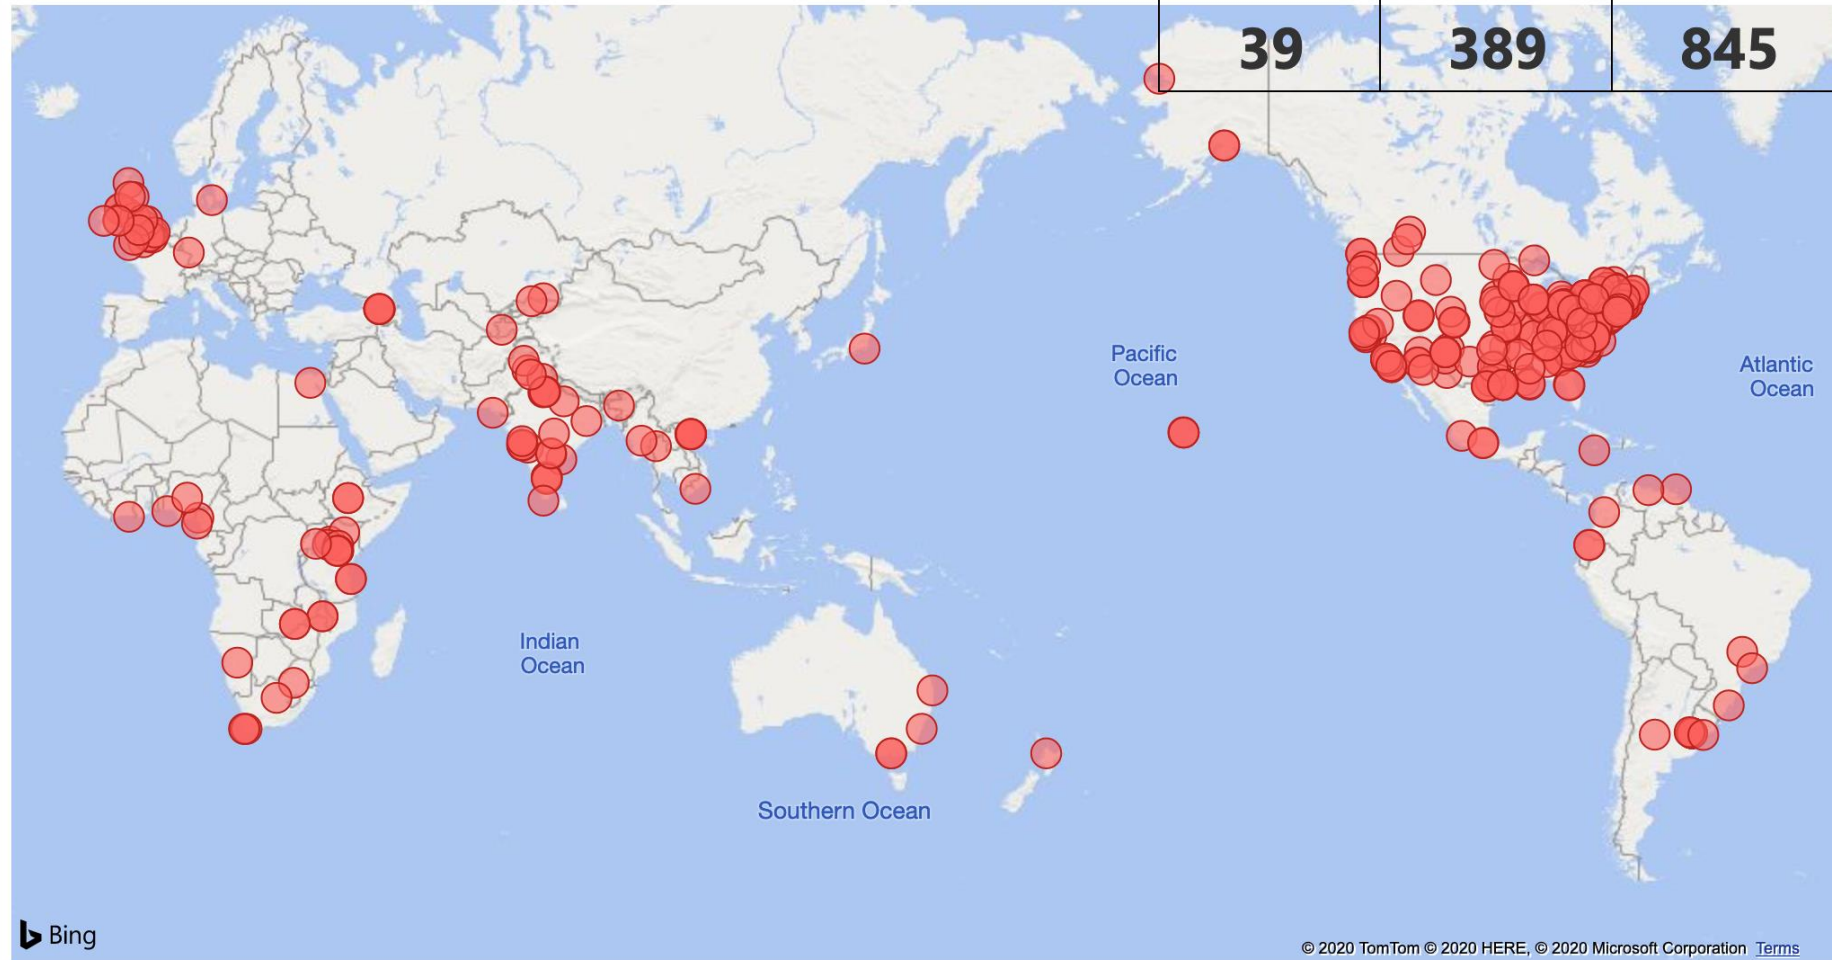 39 389 845
Pacific
Ocean
Atlantic
Ocean
Indian
Ocean
Southern Ocean
Bing
© 2020 TomTom © 2020 HERE, © 2020 Microsoft Corporation Terms